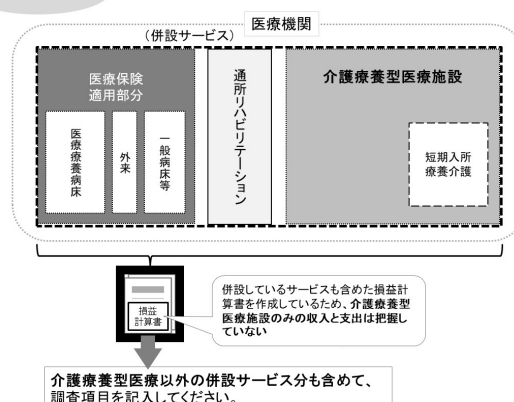 医療機関
（併設サービス）
医療保険
適用部分
医療療養病床
外来
一般病床等
通所リハビリテーション
介護療養型医療施設
短期入所
療養介護
損益
計算書
併設しているサービスも含めた損益計
算書を作成しているため、介護療養型
医療施設のみの収入と支出は把握し
ていない
介護療養型医療以外の併設サービス分も含めて、
調査項目を記入してください。